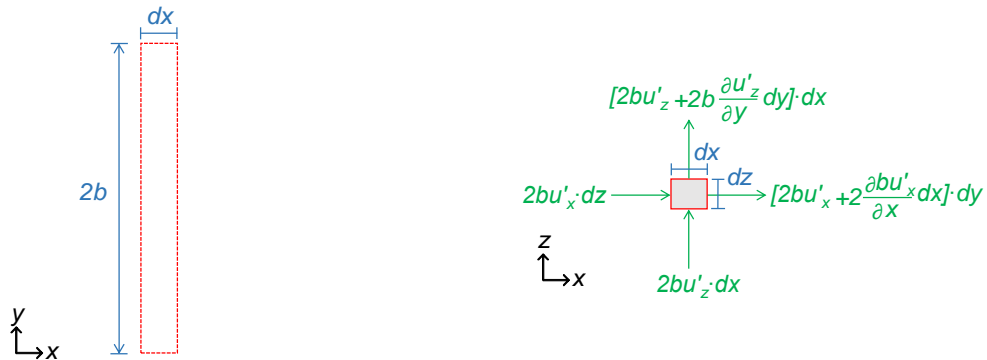 dx
2b
y
x
[2bu'z +2b ∂u'z/∂y dy]·dx
dx
dz
2bu'x·dz
[2bu'x +2 ∂bu'x/∂x dx]·dy
z
x
2bu'z·dx